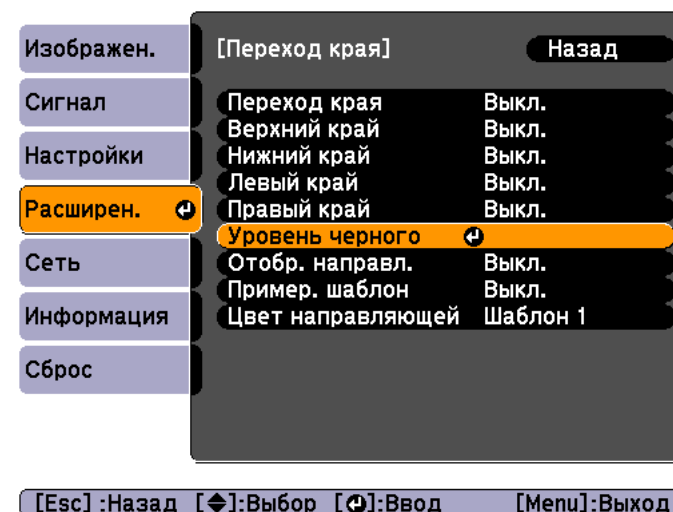 Изображен.
Сигнал
Настройки
Расширен.
Сеть
Информация
Сброс
[Переход края] Назад
Переход края Выкл.
Верхний край Выкл.
Нижний край Выкл.
Левый край Выкл.
Правый край Выкл.
Уровень черного
Отобр. направл. Выкл.
Пример. шаблон Выкл.
Цвет направляющей Шаблон 1
[Esc] :Назад [◆]:Выбор [⏎]:Ввод [Menu]:Выход